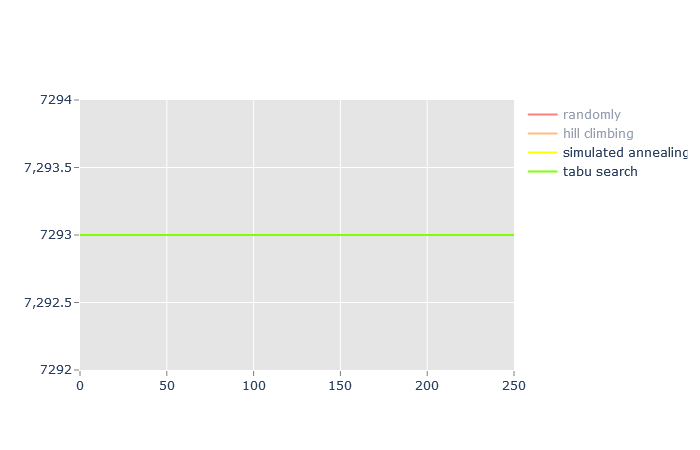 7294
7,293.5
7293
7,292.5
7292
0 50 100 150 200 250
randomly
hill climbing
simulated annealing
tabu search